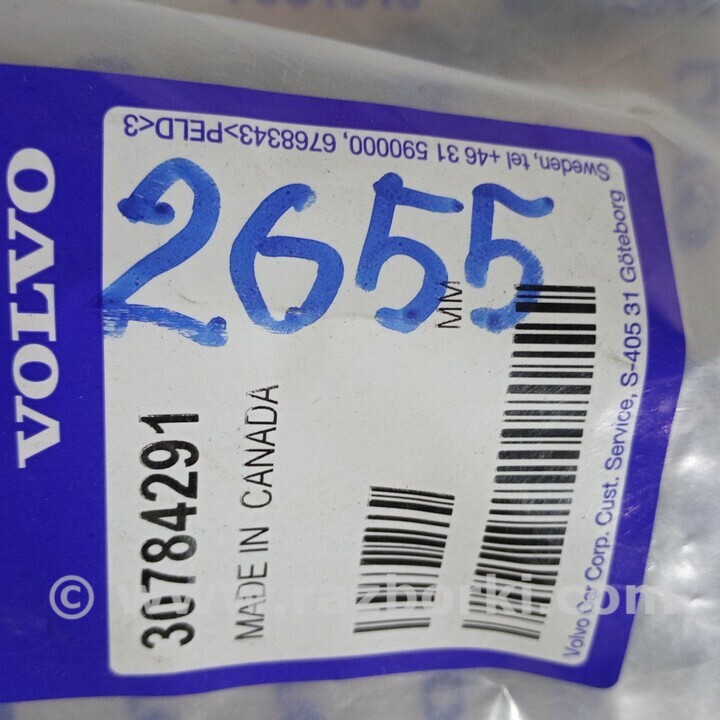 VOLVO
2655
30784291
MADE IN CANADA
MM
Volvo Car Corp. Cust. Service, S-405 31 Göteborg
Sweden, tel +46 31 590000, 6768343>PELD<3
© www.razborki.com